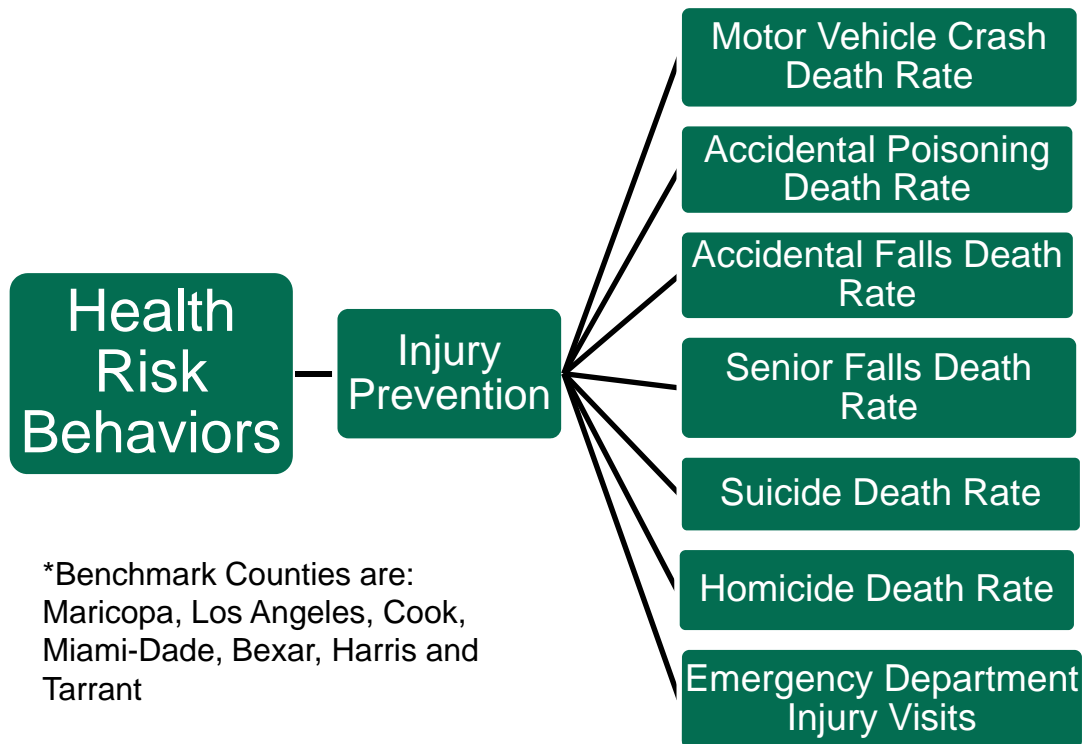 Health
Risk
Behaviors
Injury
Prevention
Motor Vehicle Crash
Death Rate
Accidental Poisoning
Death Rate
Accidental Falls Death
Rate
Senior Falls Death
Rate
Suicide Death Rate
Homicide Death Rate
Emergency Department
Injury Visits
*Benchmark Counties are:
Maricopa, Los Angeles, Cook,
Miami-Dade, Bexar, Harris and
Tarrant